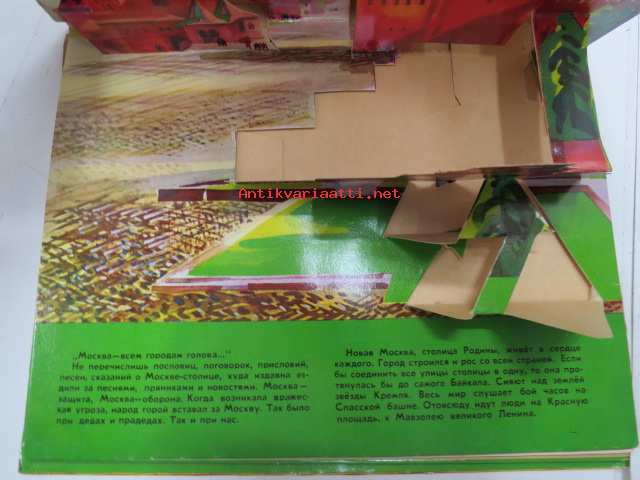 Antikvariaatti.net
„Москва—всем городам голова..."
Не перечислишь пословиц, поговорок, присловий,
песен, сказаний о Москве-столице, куда издавна ез-
дили за песнями, пряниками и новостями. Москва—
защита, Москва—оборона. Когда возникала вражес-
кая угроза, народ горой вставал за Москву. Так было
при дедах и прадедах. Так и при нас.
Новая Москва, столица Родины, живёт в сердце
каждого. Город строился и рос со всей страной. Если
бы соединить все улицы столицы в одну, то она про-
тянулась бы до самого Байкала. Сияют над землёй
звёзды Кремля. Весь мир слушает бой часов на
Спасской башне. Отовсюду идут люди на Красную
площадь, к Мавзолею великого Ленина.